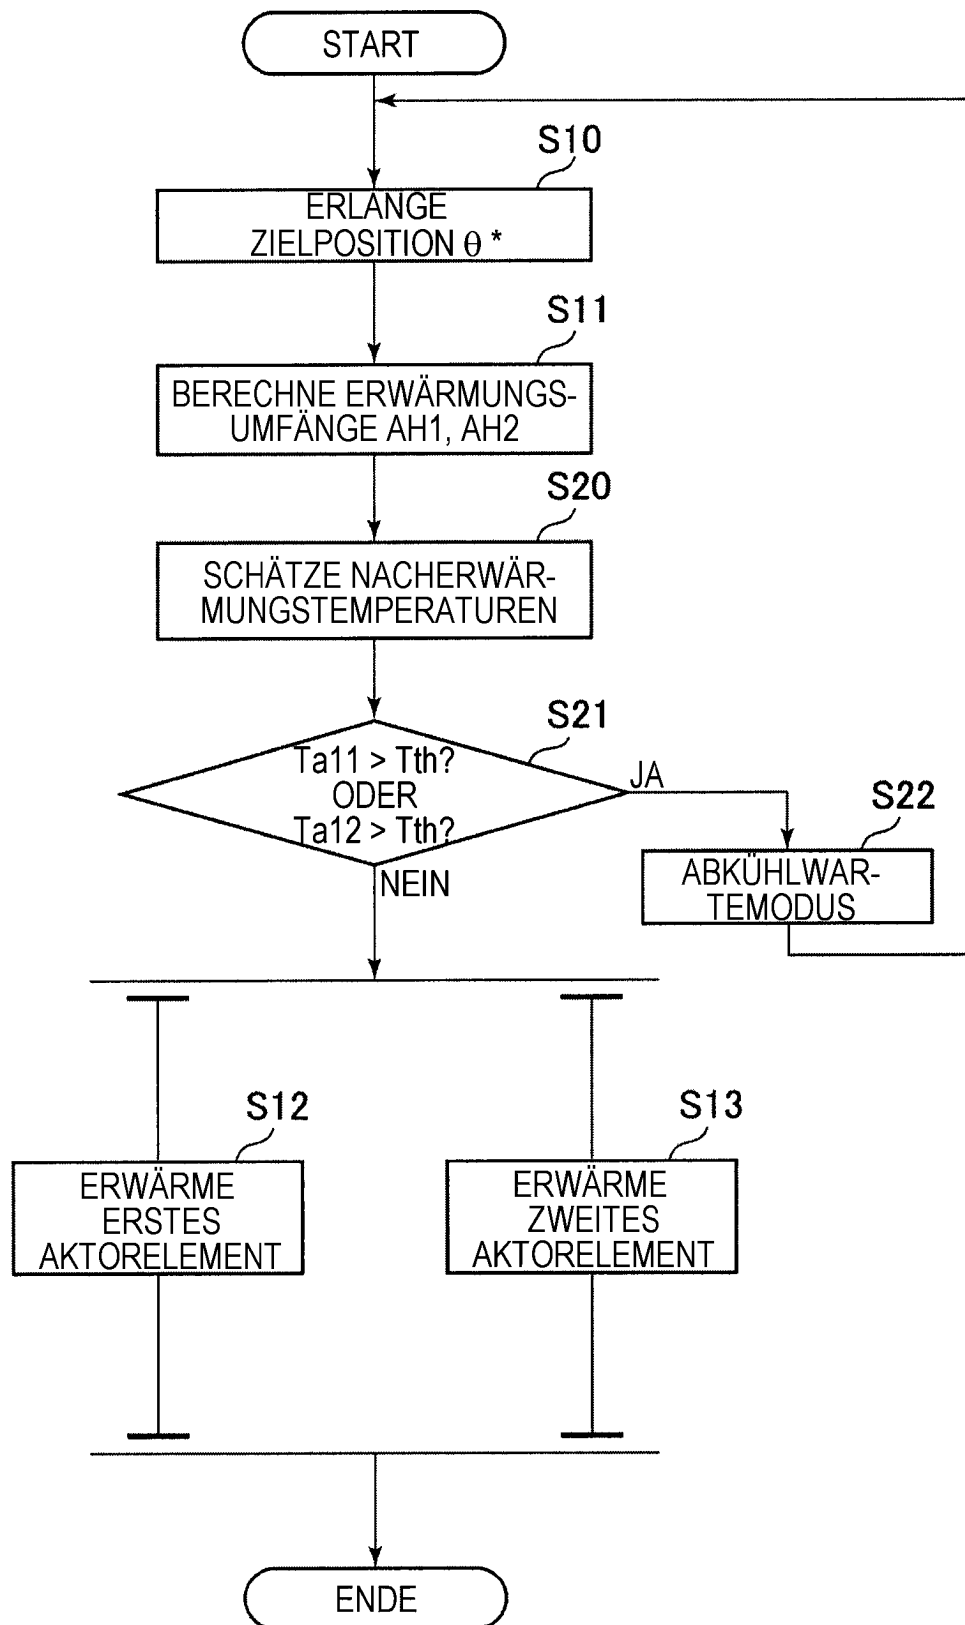 START
S10
ERLANGE
ZIELPOSITION θ *
S11
BERECHNE ERWÄRMUNGS-
UMFÄNGE AH1, AH2
S20
SCHÄTZE NACHERWÄR-
MUNGSTEMPERATUREN
S21
Ta11 > Tth?
ODER
Ta12 > Tth?
JA
NEIN
S22
ABKÜHLWAR-
TEMODUS
S12
ERWÄRME
ERSTES
AKTORELEMENT
S13
ERWÄRME
ZWEITES
AKTORELEMENT
ENDE